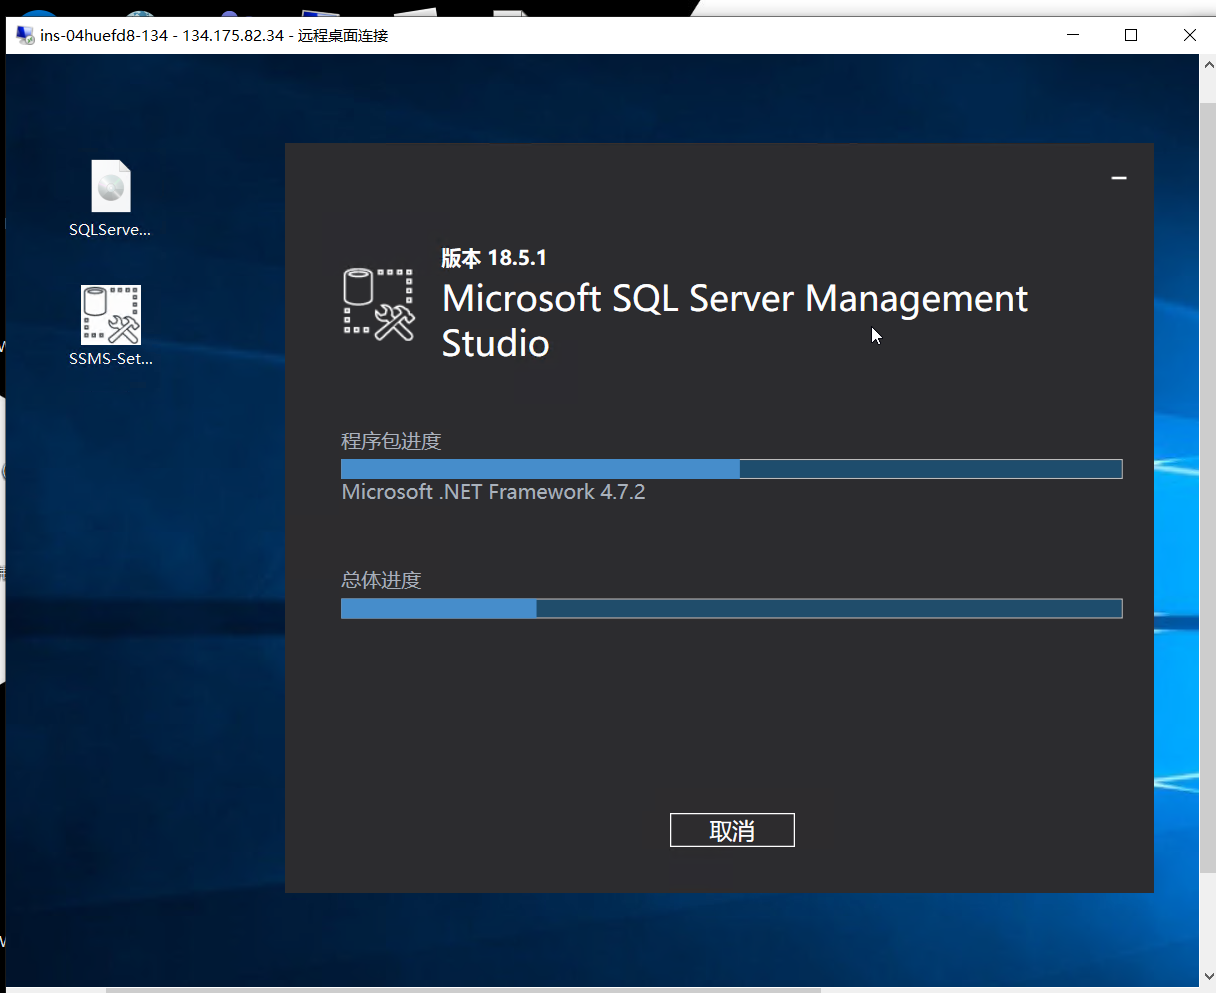 ins-04huefd8-134 - 134.175.82.34 - 远程桌面连接
SQLServe...
SSMS-Set...
版本 18.5.1
Microsoft SQL Server Management
Studio
程序包进度
Microsoft .NET Framework 4.7.2
总体进度
取消